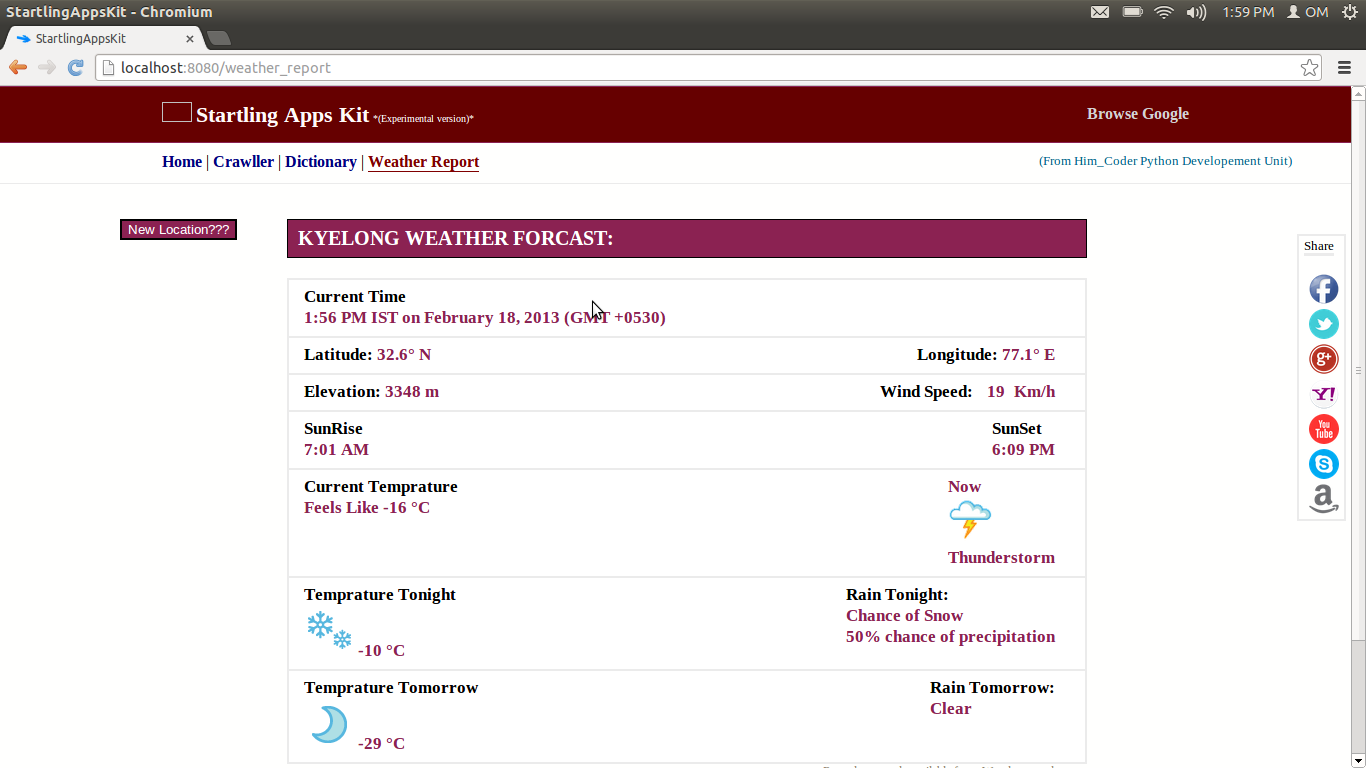 StartlingAppsKit - Chromium
1:59 PM OM
StartlingAppsKit
localhost:8080/weather_report
Startling Apps Kit *(Experimental version)*
Browse Google
Home | Crawller | Dictionary | Weather Report
(From Him_Coder Python Developement Unit)
New Location???
KYELONG WEATHER FORCAST:
Share
Current Time
1:56 PM IST on February 18, 2013 (GMT +0530)
Latitude: 32.6° N Longitude: 77.1° E
Elevation: 3348 m Wind Speed: 19 Km/h
SunRise SunSet
7:01 AM 6:09 PM
Current Temprature Now
Feels Like -16 °C
Thunderstorm
Temprature Tonight Rain Tonight:
Chance of Snow
50% chance of precipitation
-10 °C
Temprature Tomorrow Rain Tomorrow:
Clear
-29 °C
f
g+
Y!
You
Tube
S
a